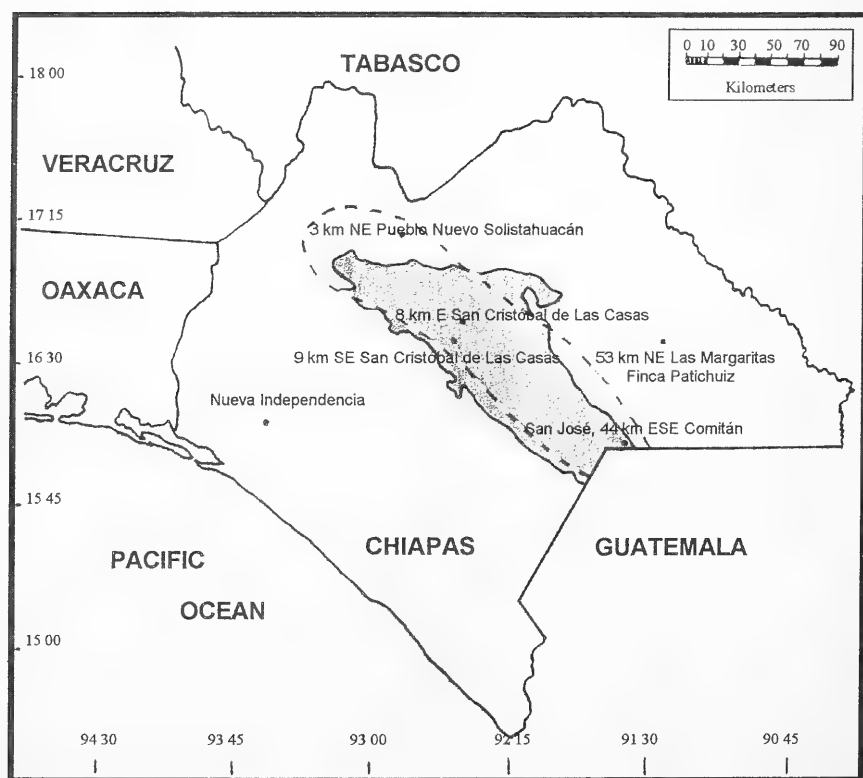 0 10 30 50 70 90
Kilometers
TABASCO
18 00
VERACRUZ
17 15
3 km NE Pueblo Nuevo Solistahuacán
OAXACA
8 km E San Cristóbal de Las Casas
9 km SE San Cristóbal de Las Casas
53 km NE Las Margaritas
Finca Patichuiz
16 30
Nueva Independencia
San José, 44 km ESE Comitán
15 45
CHIAPAS
GUATEMALA
PACIFIC
OCEAN
15 00
94 30
93 45
93 00
92 15
91 30
90 45